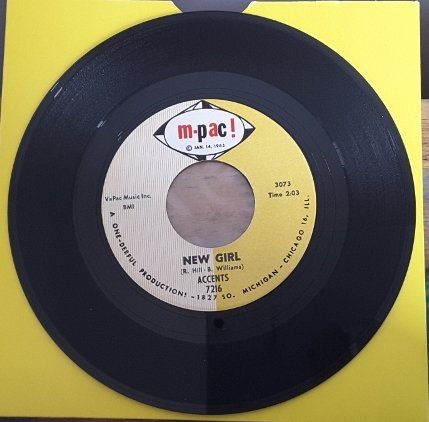 m-pac!
© JAN. 14, 1963
VaPac Music Inc.
BMI
3073
Time 2:03
NEW GIRL
(R. Hill-B. Williams)
ACCENTS
7216
A ONE-DERFUL PRODUCTION! -1827 SO. MICHIGAN - CHICAGO 16, ILL.